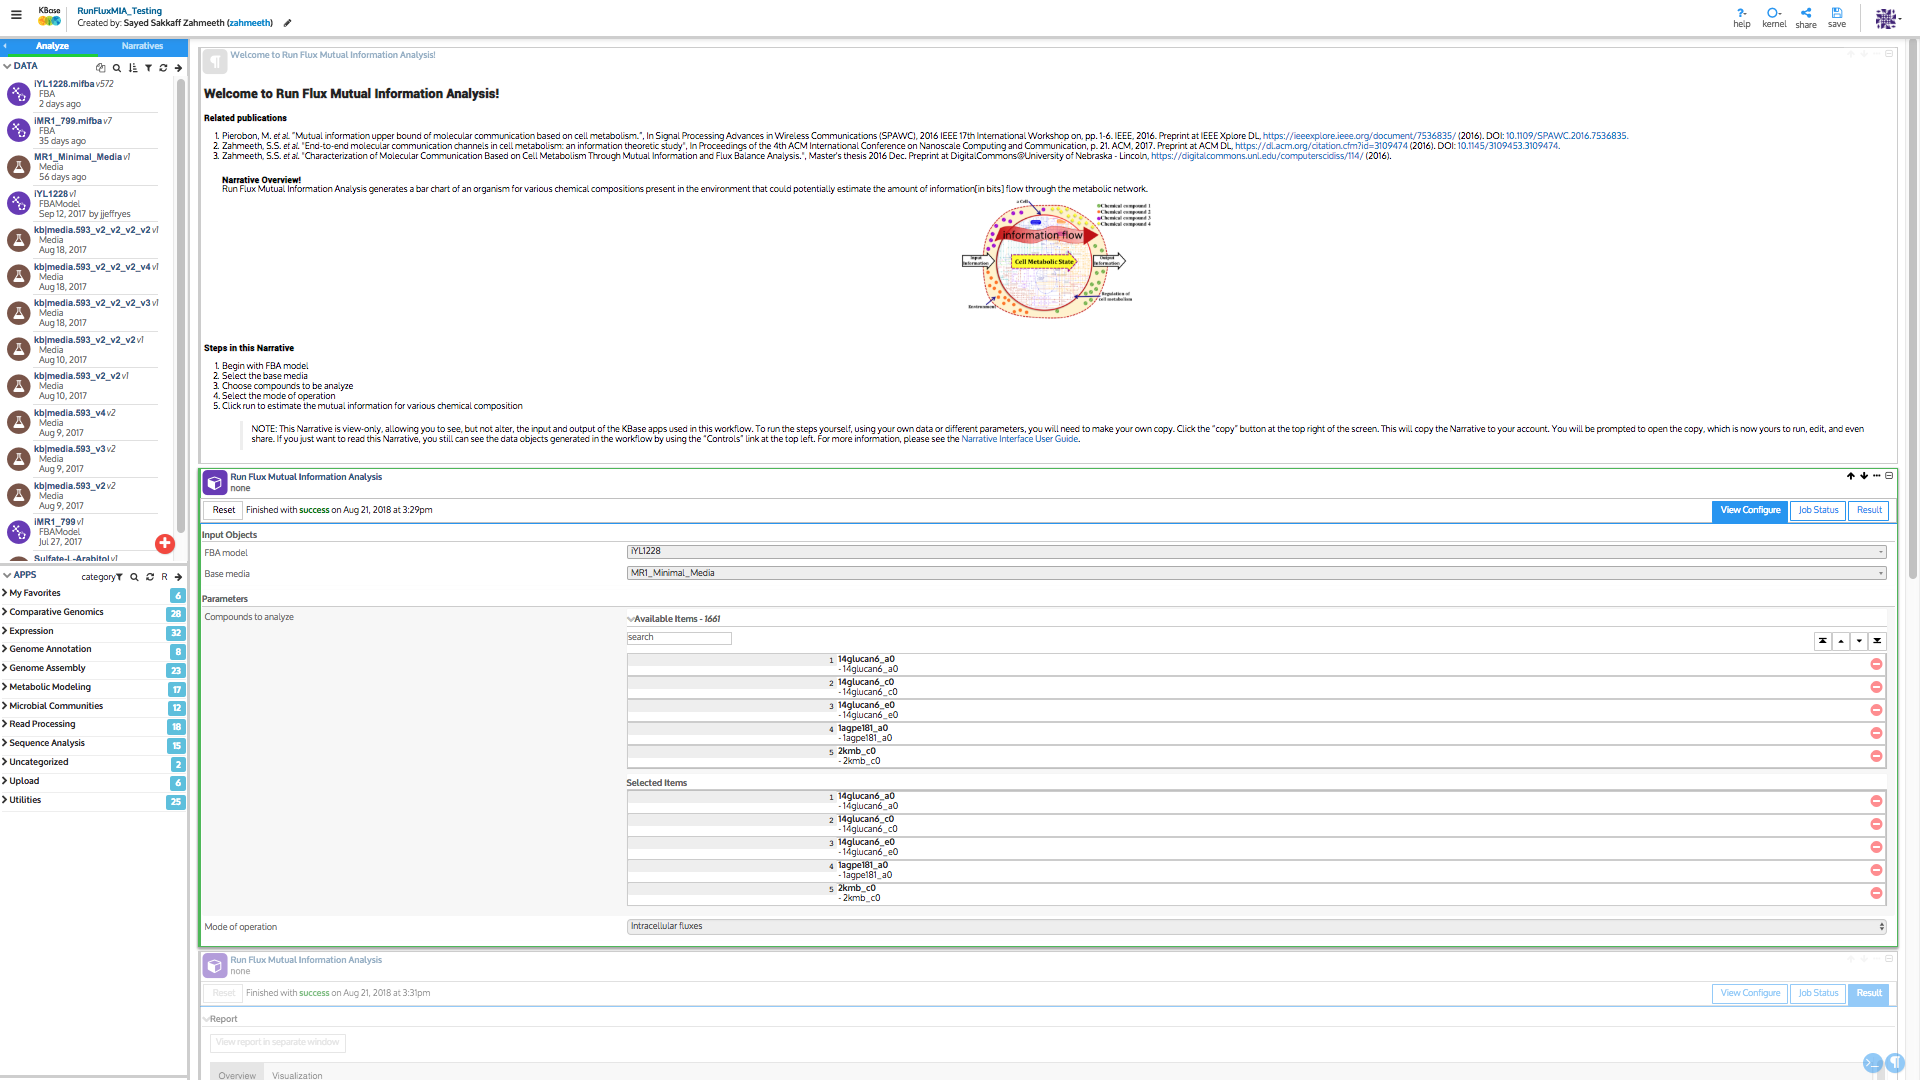 KBase
RunFluxMIA_Testing
Created by: Sayed Sakkaff Zahmeeth (zahmeeth)
help kernel share save
Analyze Narratives
DATA
iYL1228.mifba v572
FBA
2 days ago
iMR1_799.mifba v7
FBA
35 days ago
MR1_Minimal_Media v1
Media
56 days ago
iYL1228 v1
FBAModel
Sep 12, 2017 by jjeffryes
kb|media.593_v2_v2_v2_v2 v1
Media
Aug 18, 2017
kb|media.593_v2_v2_v2_v4 v1
Media
Aug 18, 2017
kb|media.593_v2_v2_v2_v3 v1
Media
Aug 18, 2017
kb|media.593_v2_v2_v2 v1
Media
Aug 10, 2017
kb|media.593_v2_v2 v1
Media
Aug 10, 2017
kb|media.593_v4 v2
Media
Aug 9, 2017
kb|media.593_v3 v2
Media
Aug 9, 2017
kb|media.593_v2 v2
Media
Aug 9, 2017
iMR1_799 v1
FBAModel
Jul 27, 2017
Sulfate-L-Arabitol v1
APPS category R
My Favorites 6
Comparative Genomics 28
Expression 32
Genome Annotation 8
Genome Assembly 23
Metabolic Modeling 17
Microbial Communities 12
Read Processing 18
Sequence Analysis 15
Uncategorized 2
Upload 6
Utilities 25
Welcome to Run Flux Mutual Information Analysis!
Welcome to Run Flux Mutual Information Analysis!
Related publications
1. Pierobon, M. et al. "Mutual information upper bound of molecular communication based on cell metabolism.", In Signal Processing Advances in Wireless Communications (SPAWC), 2016 IEEE 17th International Workshop on, pp. 1-6. IEEE, 2016. Preprint at IEEE Xplore DL, https://ieeexplore.ieee.org/document/7536835/ (2016). DOI: 10.1109/SPAWC.2016.7536835.
2. Zahmeeth, S.S. et al. "End-to-end molecular communication channels in cell metabolism: an information theoretic study", In Proceedings of the 4th ACM International Conference on Nanoscale Computing and Communication, p. 21. ACM, 2017. Preprint at ACM DL, https://dl.acm.org/citation.cfm?id=3109474 (2016). DOI: 10.1145/3109453.3109474.
3. Zahmeeth, S.S. et al. "Characterization of Molecular Communication Based on Cell Metabolism Through Mutual Information and Flux Balance Analysis.", Master's thesis 2016 Dec. Preprint at DigitalCommons@University of Nebraska - Lincoln, https://digitalcommons.unl.edu/computerscidiss/114/ (2016).
Narrative Overview!
Run Flux Mutual Information Analysis generates a bar chart of an organism for various chemical compositions present in the environment that could potentially estimate the amount of information[in bits] flow through the metabolic network.
a Cell
Chemical compound 1
Chemical compound 2
Chemical compound 3
Chemical compound 4
information flow
Input Information
Cell Metabolic State
Output Information
Environment
Regulation of cell metabolism
Steps in this Narrative
1. Begin with FBA model
2. Select the base media
3. Choose compounds to be analyze
4. Select the mode of operation
5. Click run to estimate the mutual information for various chemical composition
NOTE: This Narrative is view-only, allowing you to see, but not alter, the input and output of the KBase apps used in this workflow. To run the steps yourself, using your own data or different parameters, you will need to make your own copy. Click the "copy" button at the top right of the screen. This will copy the Narrative to your account. You will be prompted to open the copy, which is now yours to run, edit, and even
share. If you just want to read this Narrative, you still can see the data objects generated in the workflow by using the "Controls" link at the top left. For more information, please see the Narrative Interface User Guide.
Run Flux Mutual Information Analysis
none
Reset Finished with success on Aug 21, 2018 at 3:29pm View Configure Job Status Result
Input Objects
FBA model iYL1228
Base media MR1_Minimal_Media
Parameters
Compounds to analyze Available Items - 1661
search
1 14glucan6_a0
- 14glucan6_a0
2 14glucan6_c0
- 14glucan6_c0
3 14glucan6_e0
- 14glucan6_e0
4 1agpe181_a0
- 1agpe181_a0
5 2kmb_c0
- 2kmb_c0
Selected Items
1 14glucan6_a0
- 14glucan6_a0
2 14glucan6_c0
- 14glucan6_c0
3 14glucan6_e0
- 14glucan6_e0
4 1agpe181_a0
- 1agpe181_a0
5 2kmb_c0
- 2kmb_c0
Mode of operation Intracellular fluxes
Run Flux Mutual Information Analysis
none
Reset Finished with success on Aug 21, 2018 at 3:31pm View Configure Job Status Result
Report
View report in separate window
Overview Visualization